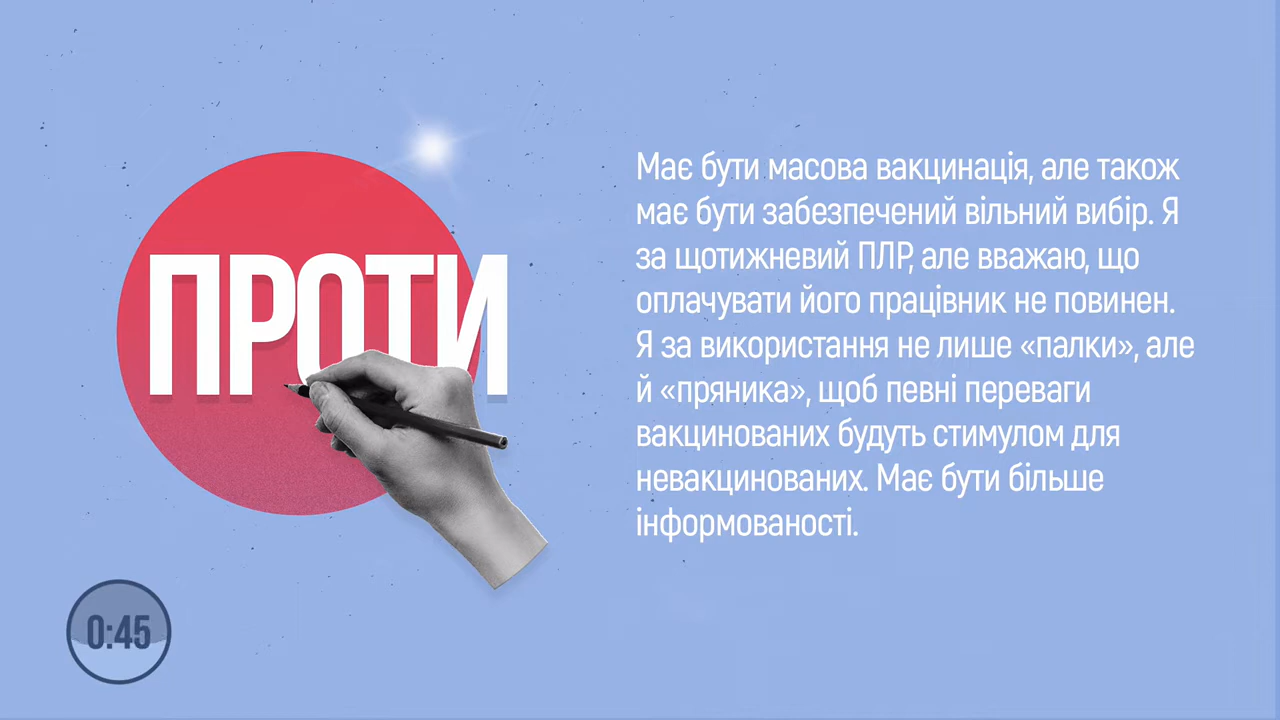 ПРОТИ
Має бути масова вакцинація, але також
має бути забезпечений вільний вибір. Я
за щотижневий ПЛР, але вважаю, що
оплачувати його працівник не повинен.
Я за використання не лише «палки», але
й «пряника», щоб певні переваги
вакцинованих будуть стимулом для
невакцинованих. Має бути більше
інформованості.
0:45